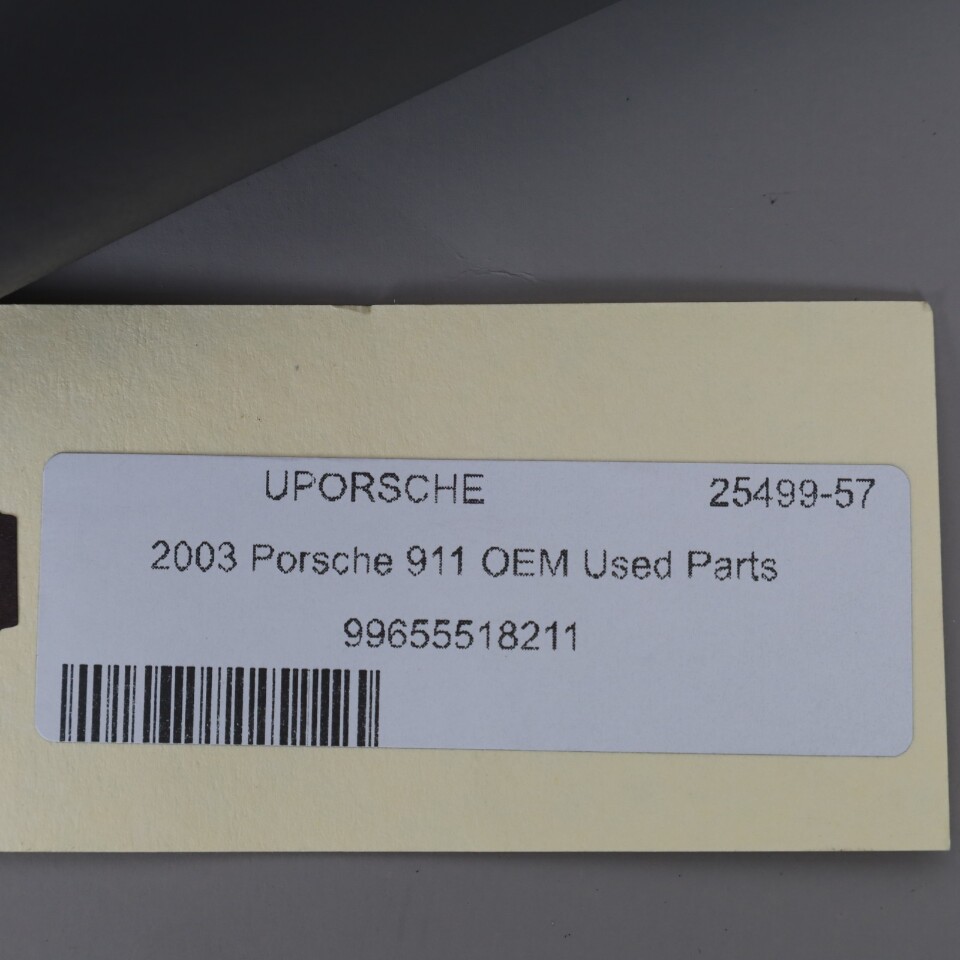 UPORSCHE 25499-57
2003 Porsche 911 OEM Used Parts
99655518211